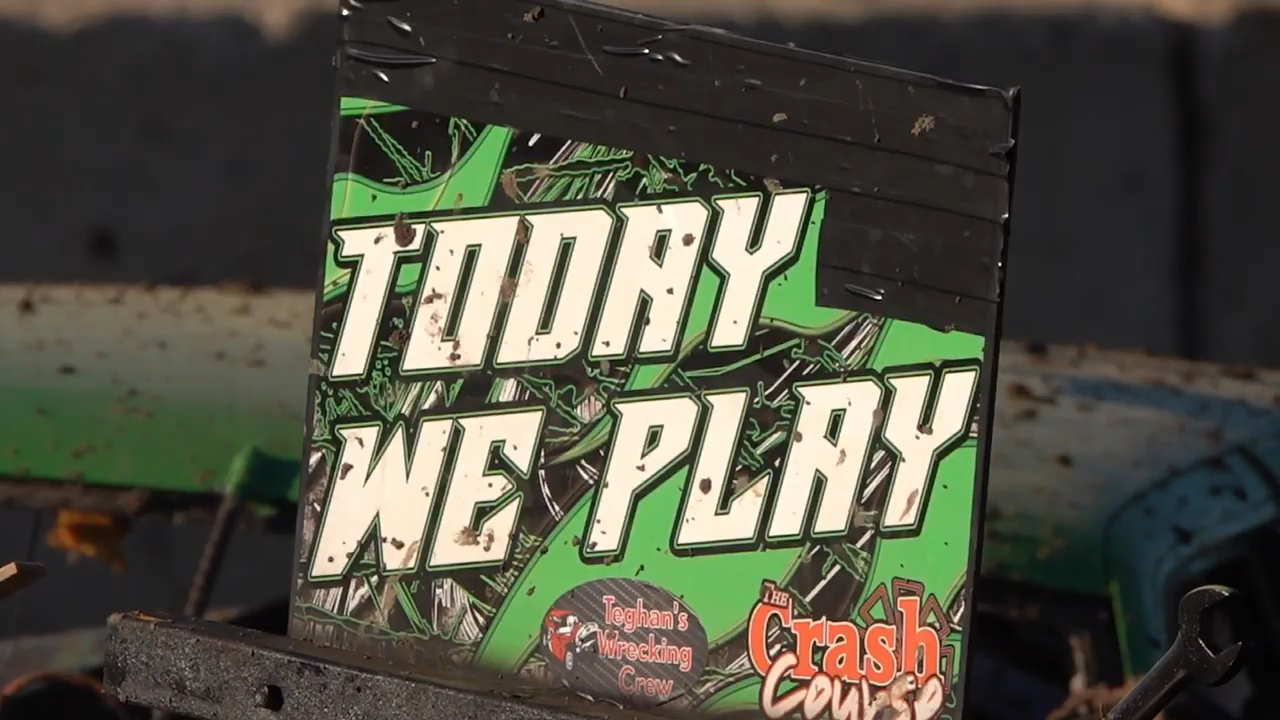 TODAY
WE PLAY
Teghan's
Wrecking
Crew
THE
Crash
Course